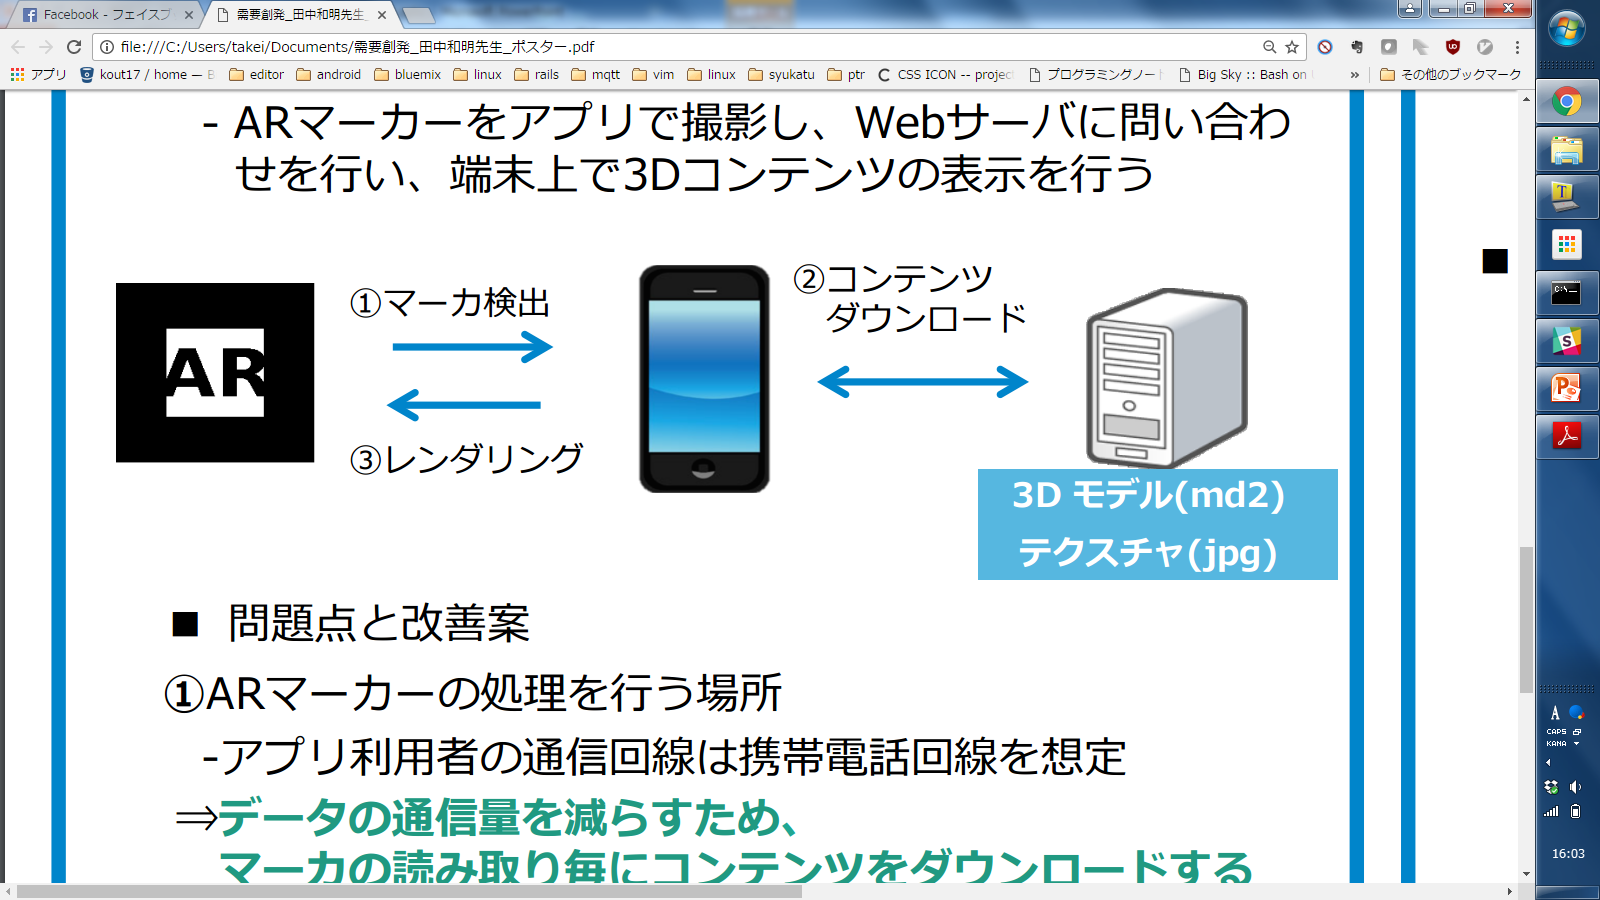 Facebook - フェイスブ
需要創発_田中和明先生_
file:///C:/Users/takei/Documents/需要創発_田中和明先生_ポスター.pdf
アプリ
kout17 / home — B
editor
android
bluemix
linux
rails
mqtt
vim
linux
syukatu
ptr
CSS ICON -- projec
プログラミングノート
Big Sky :: Bash on
»
その他のブックマーク
- ARマーカーをアプリで撮影し、Webサーバに問い合わ
せを行い、端末上で3Dコンテンツの表示を行う
AR
①マーカ検出
③レンダリング
②コンテンツ
ダウンロード
3D モデル(md2)
テクスチャ(jpg)
■ 問題点と改善案
①ARマーカーの処理を行う場所
-アプリ利用者の通信回線は携帯電話回線を想定
⇒データの通信量を減らすため、
マーカの読み取り毎にコンテンツをダウンロードする
A
CAPS
KANA
16:03